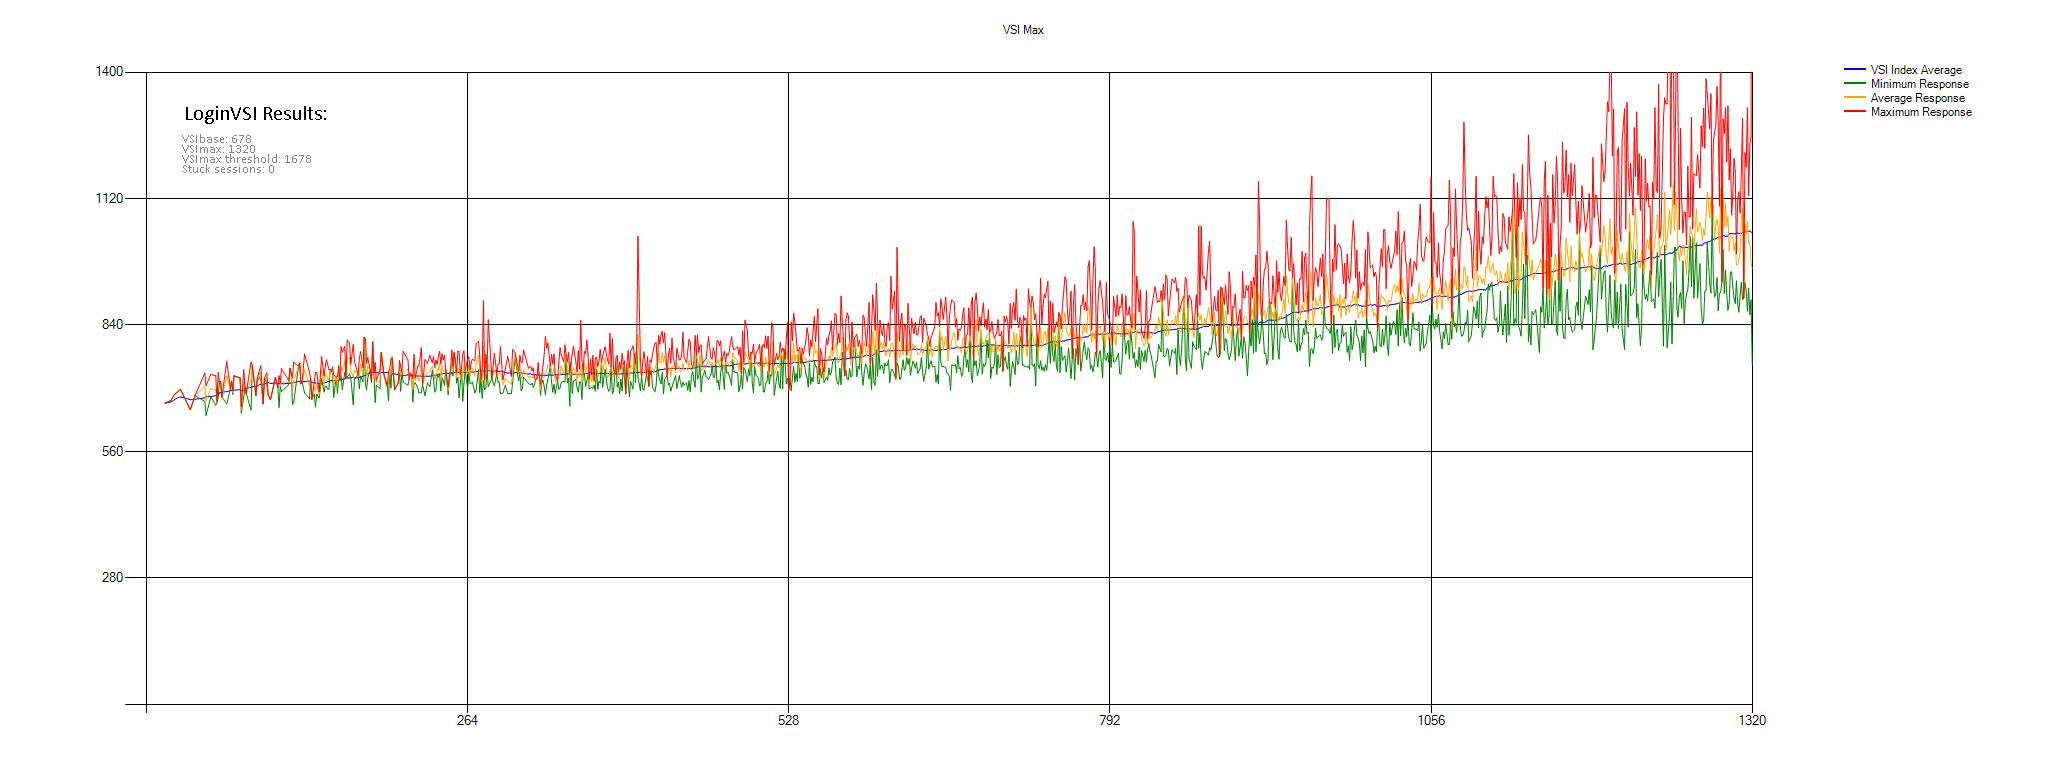 VSI Max
1400
1120
840
560
280
264
528
792
1056
1320
LoginVSI Results:
VSIbase: 678
VSImax: 1320
VSImax threshold: 1678
Stuck sessions: 0
VSI Index Average
Minimum Response
Average Response
Maximum Response